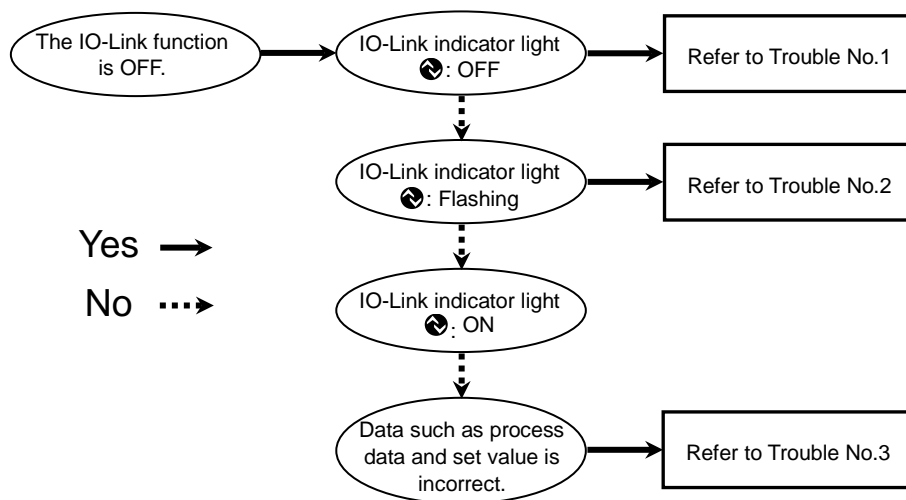 The IO-Link function
is OFF.
IO-Link indicator light
: OFF
Refer to Trouble No.1
IO-Link indicator light
: Flashing
Refer to Trouble No.2
Yes
No
IO-Link indicator light
: ON
Data such as process
data and set value is
incorrect.
Refer to Trouble No.3